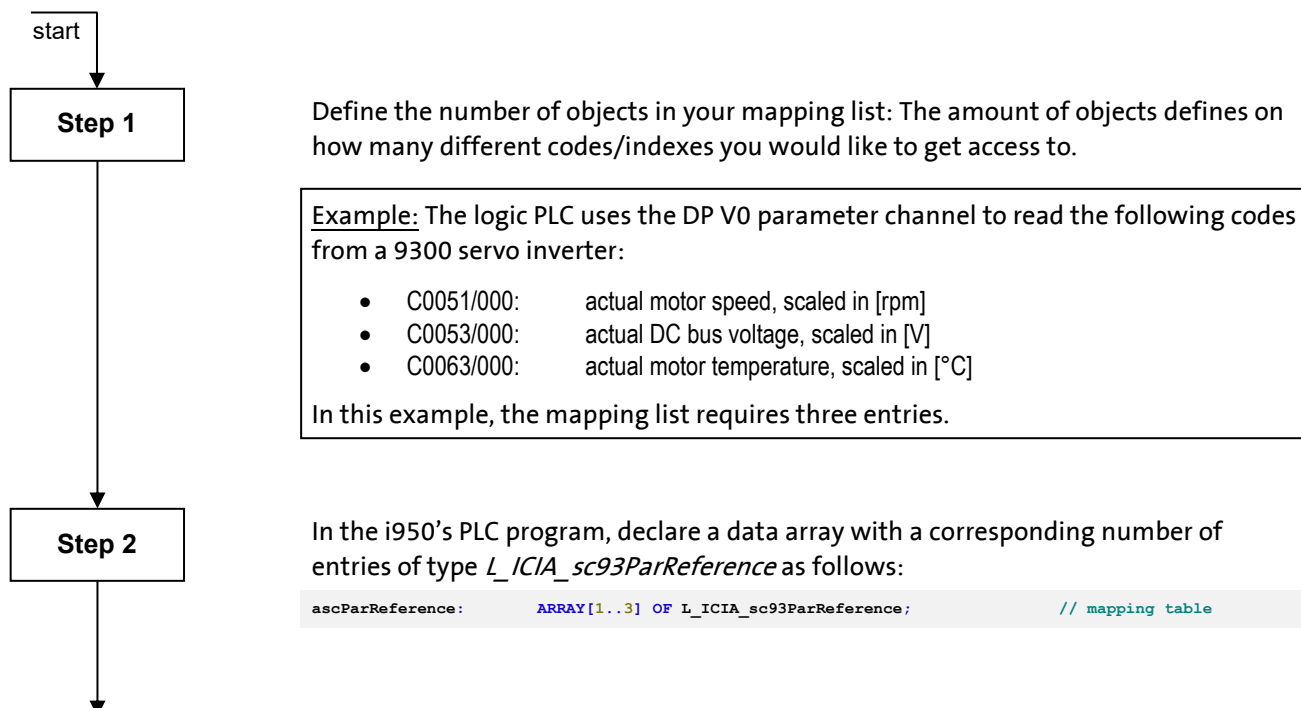 start
Step 1
Define the number of objects in your mapping list: The amount of objects defines on
how many different codes/indexes you would like to get access to.
Example: The logic PLC uses the DP V0 parameter channel to read the following codes
from a 9300 servo inverter:
• C0051/000: actual motor speed, scaled in [rpm]
• C0053/000: actual DC bus voltage, scaled in [V]
• C0063/000: actual motor temperature, scaled in [°C]
In this example, the mapping list requires three entries.
Step 2
In the i950’s PLC program, declare a data array with a corresponding number of
entries of type L_ICIA_sc93ParReference as follows:
ascParReference: ARRAY[1..3] OF L_ICIA_sc93ParReference; // mapping table